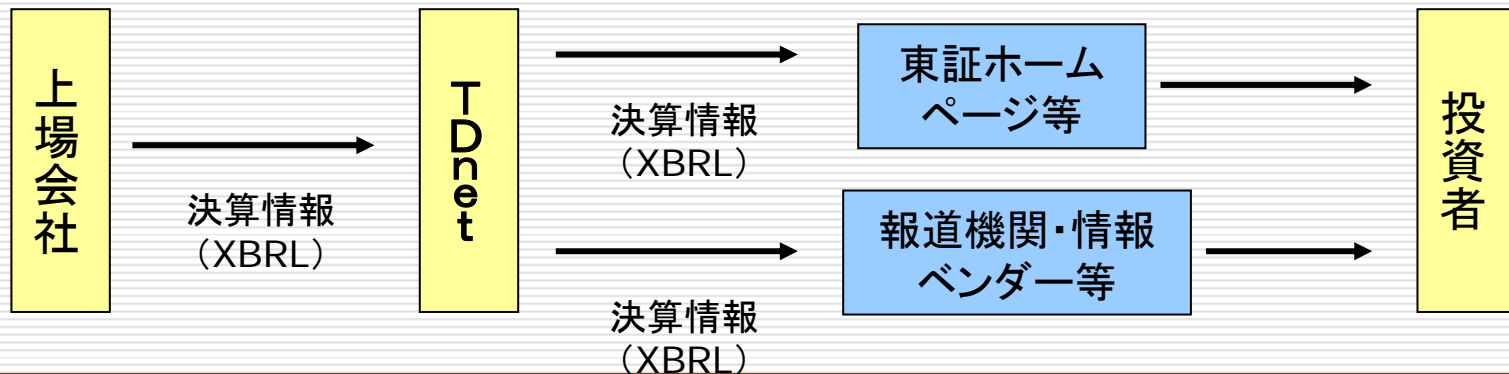 上場会社
決算情報
（XBRL）
TDnet
決算情報
（XBRL）
東証ホーム
ページ等
決算情報
（XBRL）
報道機関・情報
ベンダー等
投資者